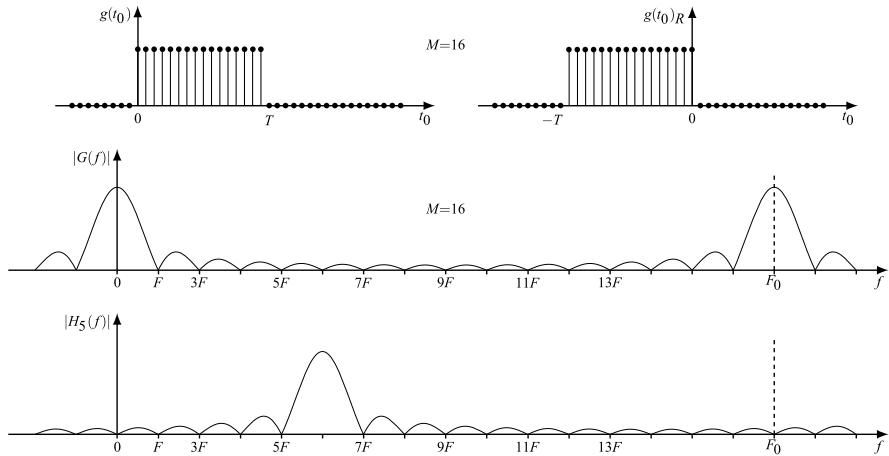 g(t₀) g(t₀)R
M=16
0 T t₀ −T 0 t₀
|G(f)|
M=16
0 F 3F 5F 7F 9F 11F 13F F₀ f
|H₅(f)|
0 F 3F 5F 7F 9F 11F 13F F₀ f